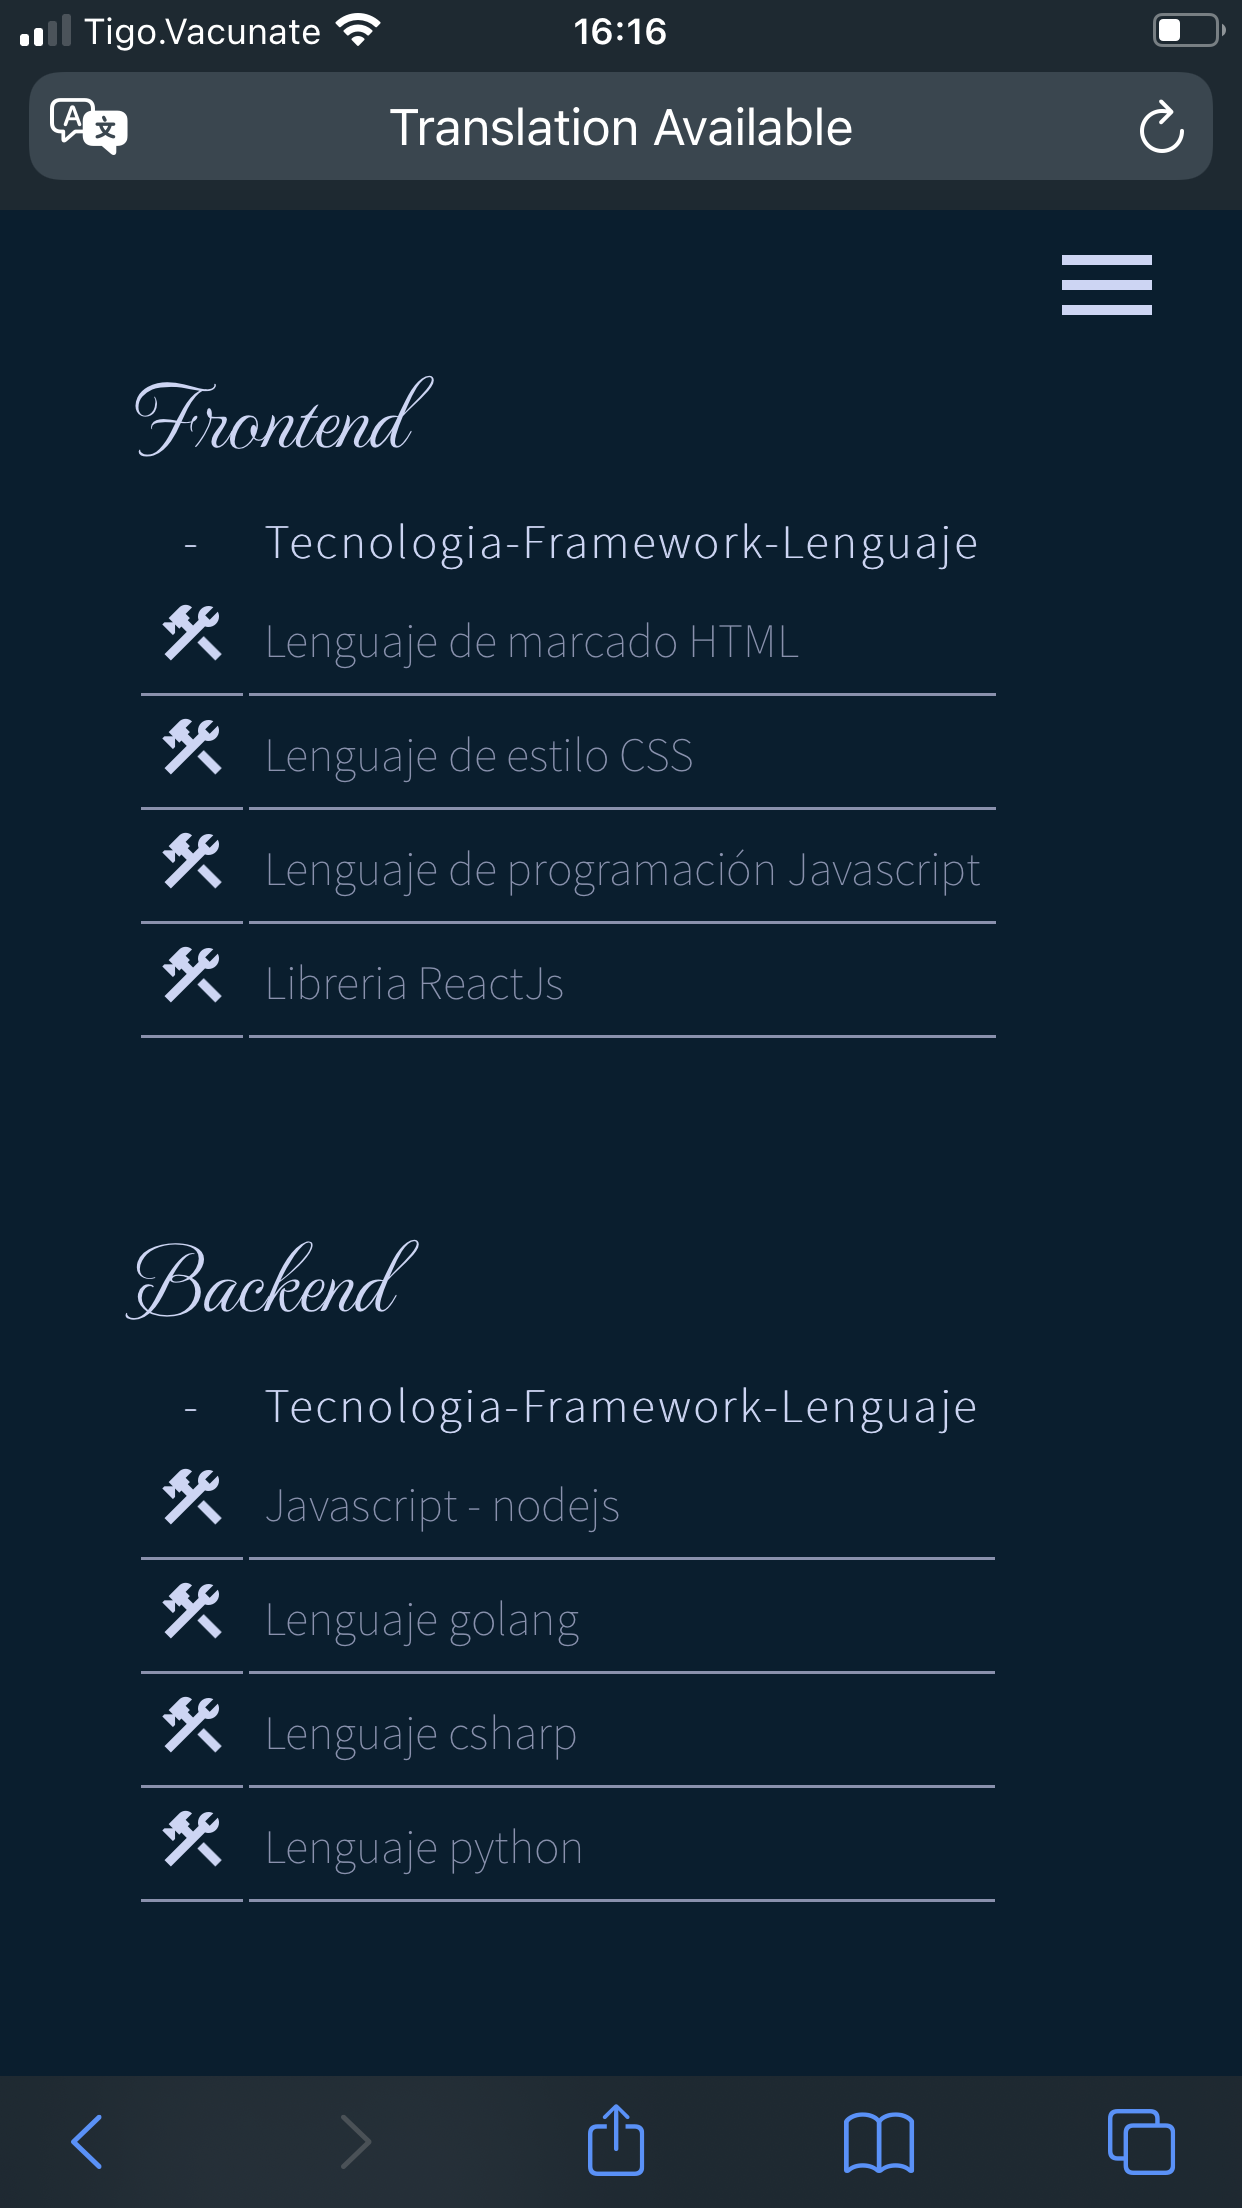 Tigo.Vacunate 16:16
Translation Available
Frontend
- Tecnologia-Framework-Lenguaje
Lenguaje de marcado HTML
Lenguaje de estilo CSS
Lenguaje de programación Javascript
Libreria ReactJs
Backend
- Tecnologia-Framework-Lenguaje
Javascript - nodejs
Lenguaje golang
Lenguaje csharp
Lenguaje python